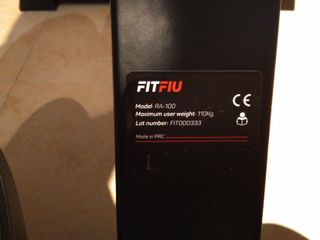 FITFIU
Model: RA-100
Maximum user weight: 110Kg
Lot number: FIT000333
Made in PRC
CE